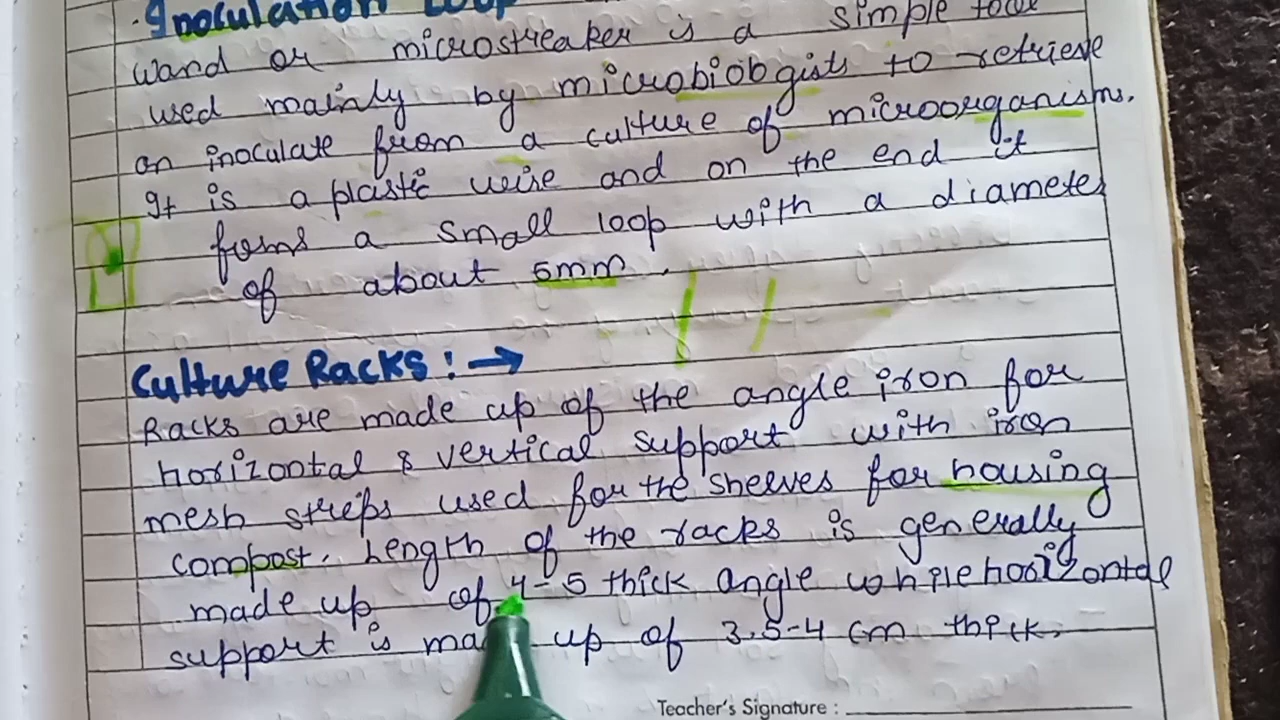 Inoculation Loop
wand or microstreaker is a simple tool
used mainly by microbiobgists to retrieve
an inoculate from a culture of microorganisms.
It is a plastic wire and on the end it
forms a small loop with a diameter
of about 5mm.
Culture Racks : →
Racks are made up of the angle iron for
horizontal & vertical support with iron
mesh strips used for the sheeves for housing
compost. Length of the racks is generally
made up of 4-5 thick angle while horizontal
support is made up of 3.5-4 cm thick.
Teacher's Signature :